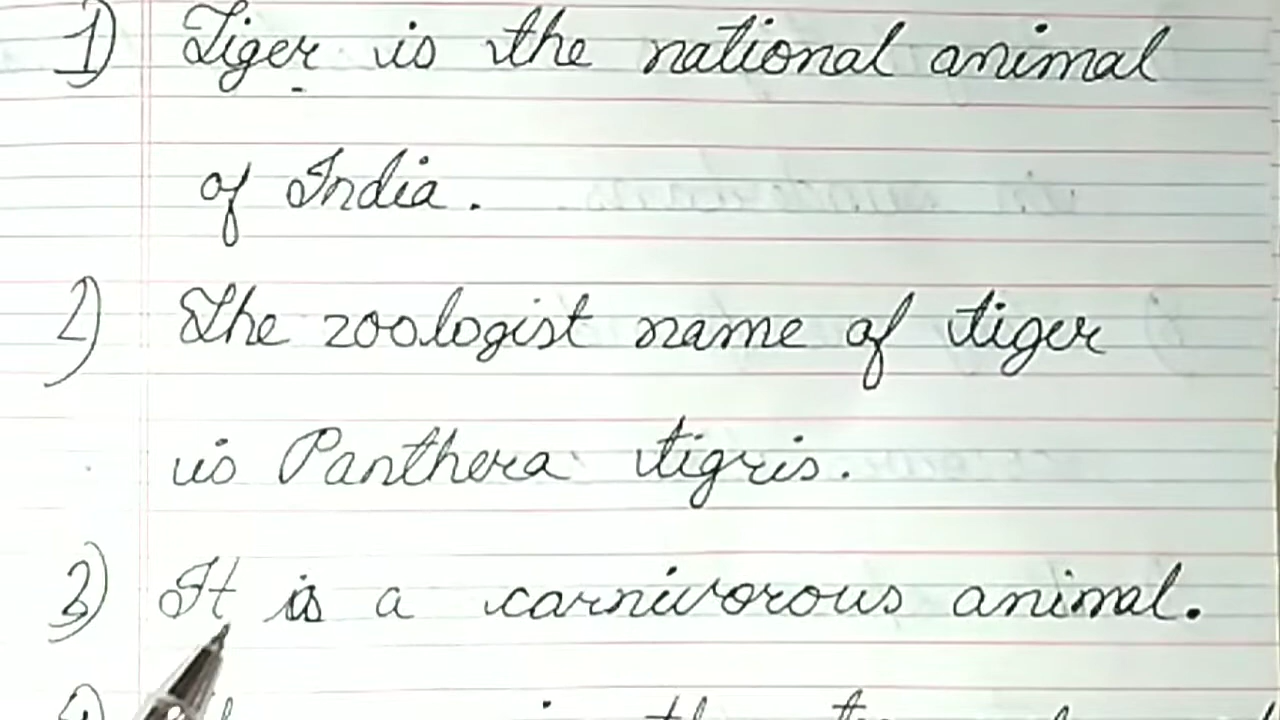 1) Tiger is the national animal
of India.
2) The zoologist name of tiger
is Panthera tigris.
3) It is a carnivorous animal.